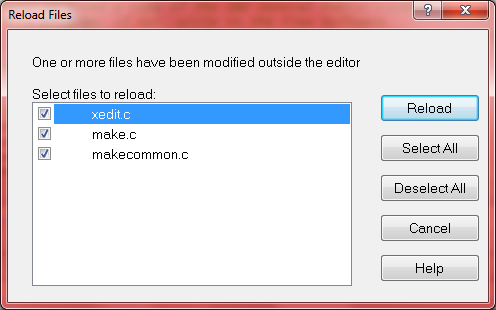 Reload Files
One or more files have been modified outside the editor
Select files to reload:
xedit.c
make.c
makecommon.c
Reload
Select All
Deselect All
Cancel
Help